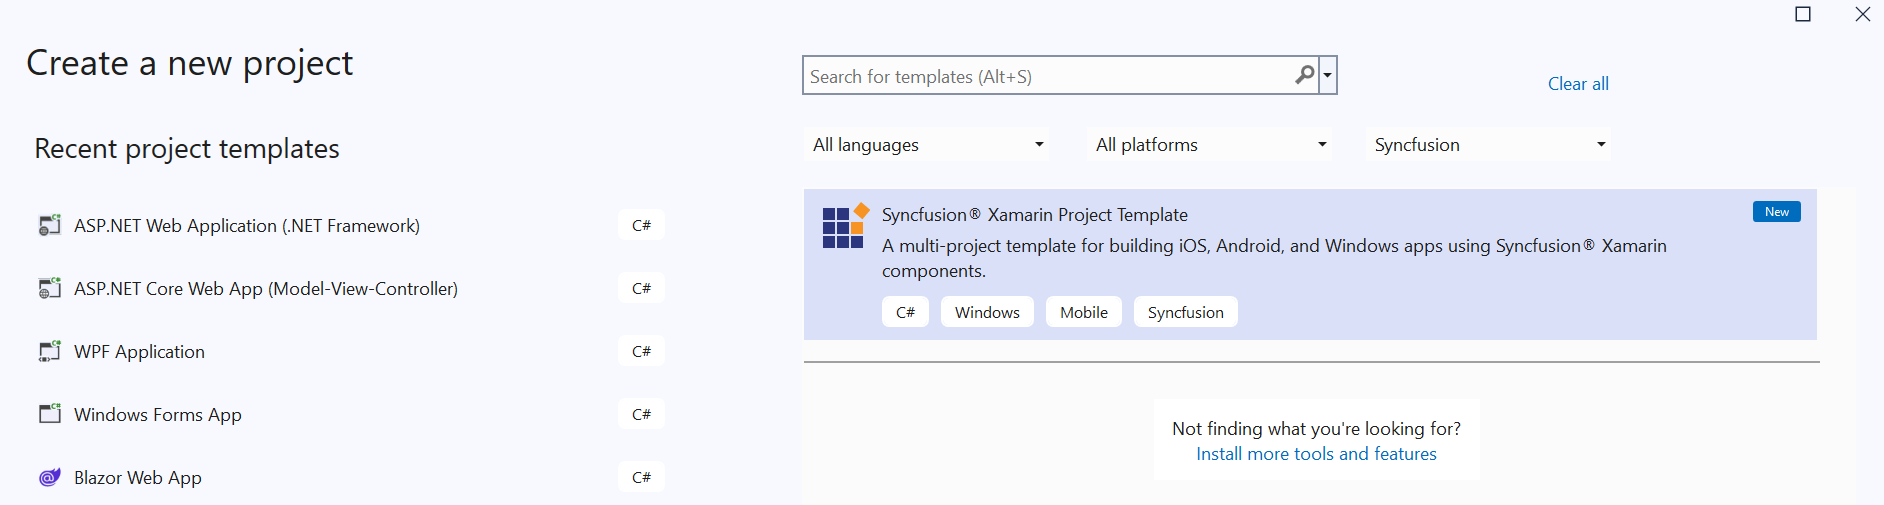 Create a new project
Recent project templates
ASP.NET Web Application (.NET Framework) C#
ASP.NET Core Web App (Model-View-Controller) C#
WPF Application C#
Windows Forms App C#
Blazor Web App C#
Search for templates (Alt+S)
Clear all
All languages All platforms Syncfusion
Syncfusion® Xamarin Project Template New
A multi-project template for building iOS, Android, and Windows apps using Syncfusion® Xamarin
components.
C# Windows Mobile Syncfusion
Not finding what you're looking for?
Install more tools and features